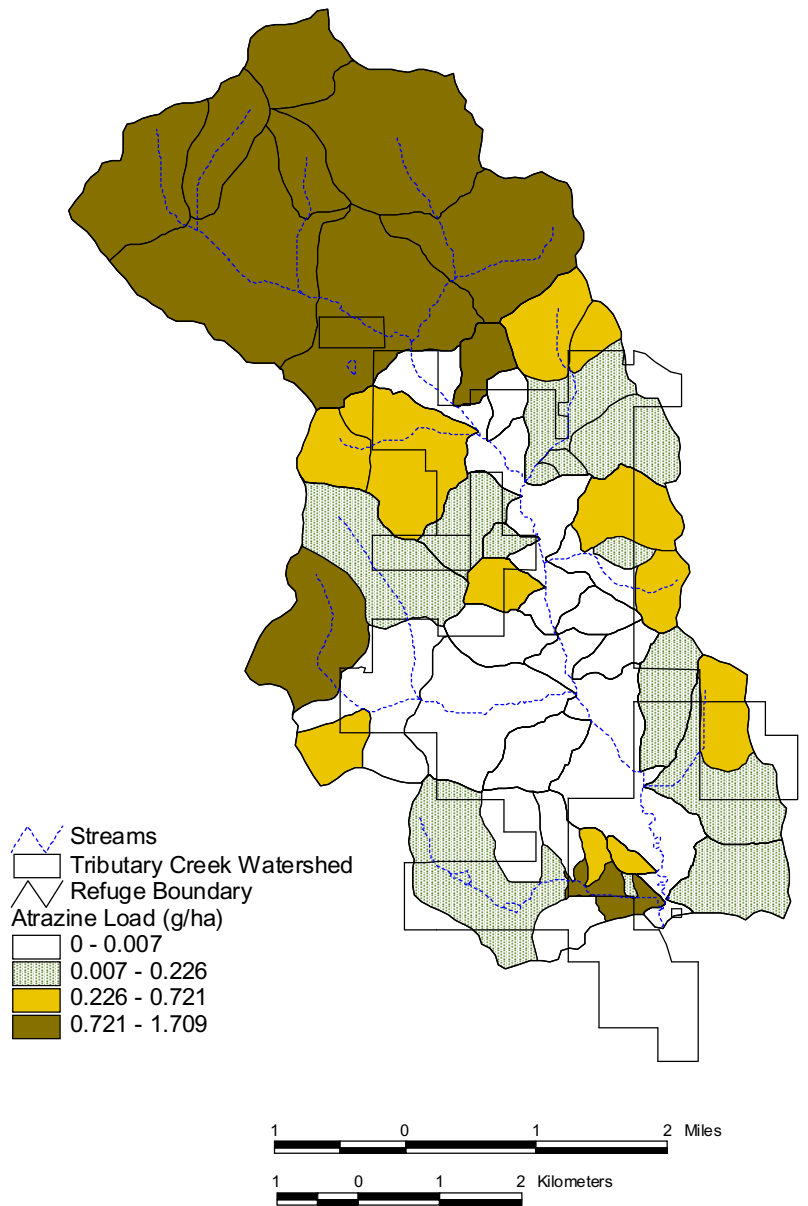 Streams
Tributary Creek Watershed
Refuge Boundary
Atrazine Load (g/ha)
0 - 0.007
0.007 - 0.226
0.226 - 0.721
0.721 - 1.709
1 0 1 2 Miles
1 0 1 2 Kilometers